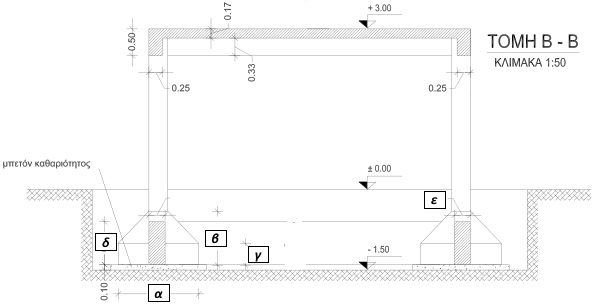 0.17
+ 3.00
0.50
ΤΟΜΗ Β - Β
ΚΛΙΜΑΚΑ 1:50
0.33
0.25
0.25
μπετόν καθαριότητος
± 0.00
ε
δ
β
γ
- 1.50
0.10
α